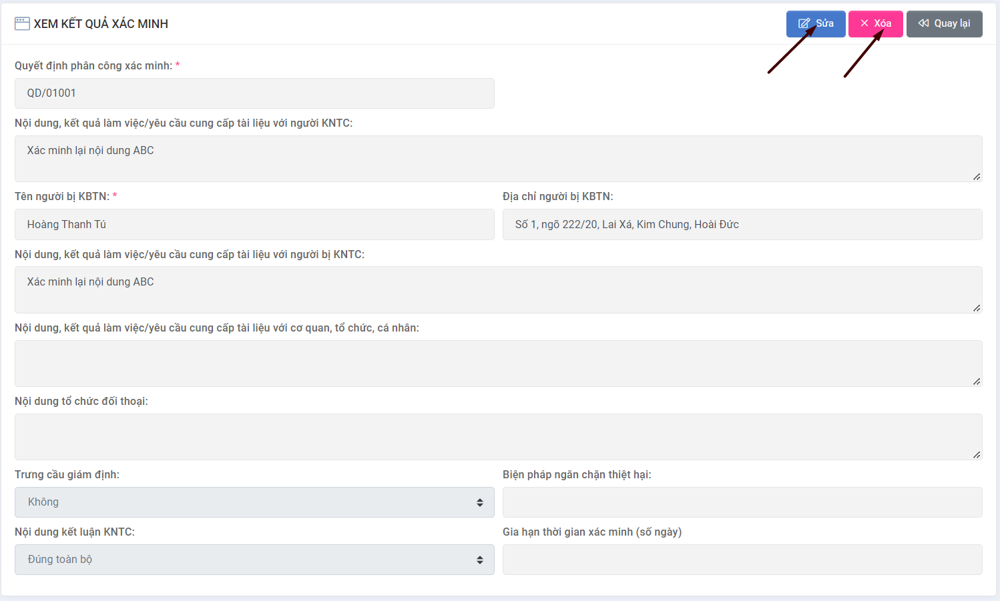 XEM KẾT QUẢ XÁC MINH
Sửa
Xóa
Quay lại
Quyết định phân công xác minh: *
QD/01001
Nội dung, kết quả làm việc/yêu cầu cung cấp tài liệu với người KNTC:
Xác minh lại nội dung ABC
Tên người bị KBTN: *
Địa chỉ người bị KBTN:
Hoàng Thanh Tú
Số 1, ngõ 222/20, Lai Xá, Kim Chung, Hoài Đức
Nội dung, kết quả làm việc/yêu cầu cung cấp tài liệu với người bị KNTC:
Xác minh lại nội dung ABC
Nội dung, kết quả làm việc/yêu cầu cung cấp tài liệu với cơ quan, tổ chức, cá nhân:
Nội dung tổ chức đối thoại:
Trưng cầu giám định:
Biện pháp ngăn chặn thiệt hại:
Không
Nội dung kết luận KNTC:
Gia hạn thời gian xác minh (số ngày)
Đúng toàn bộ